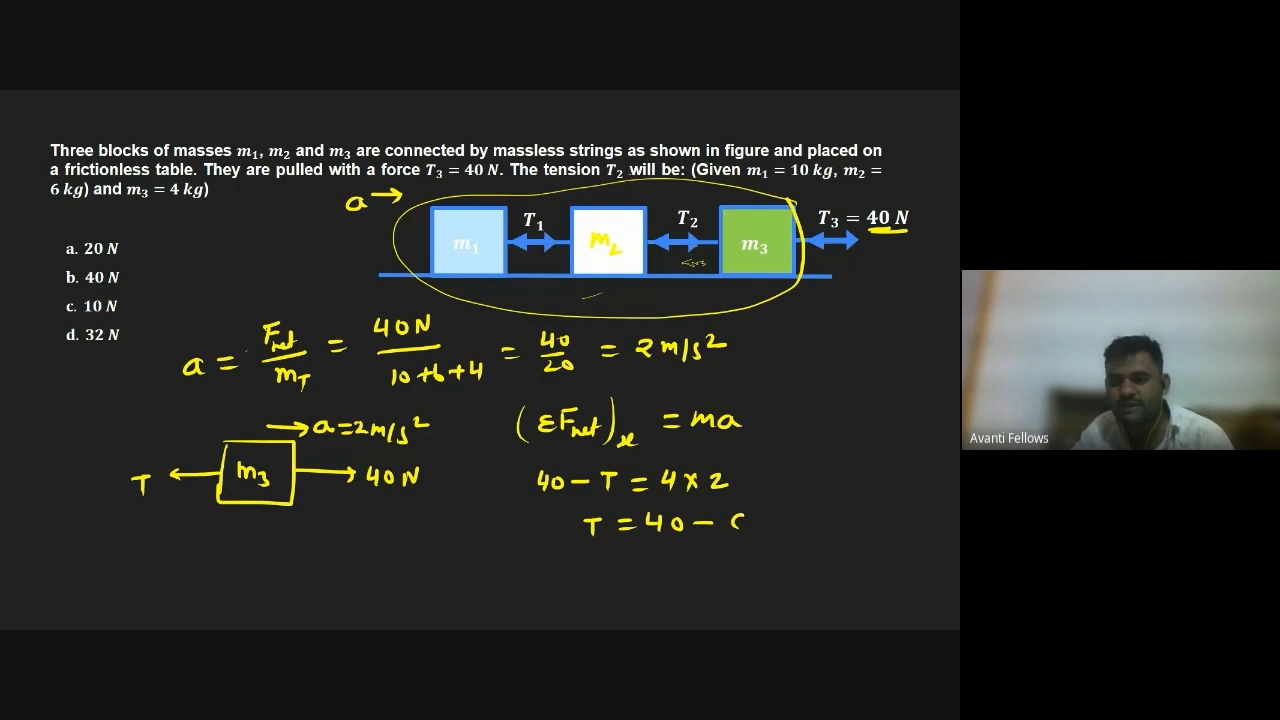 Three blocks of masses m₁, m₂ and m₃ are connected by massless strings as shown in figure and placed on
a frictionless table. They are pulled with a force T₃ = 40 N. The tension T₂ will be: (Given m₁ = 10 kg, m₂ =
6 kg) and m₃ = 4 kg)
a →
m₁ T₁ m₂ T₂ m₃ T₃ = 40 N
a. 20 N
b. 40 N
c. 10 N
d. 32 N
a = Fnet/mT = 40N/10+6+4 = 40/20 = 2 m/s²
→ a=2m/s²
T ← m₃ → 40 N
(ΣFnet)x = ma
40 – T = 4 × 2
T = 40 –
Avanti Fellows